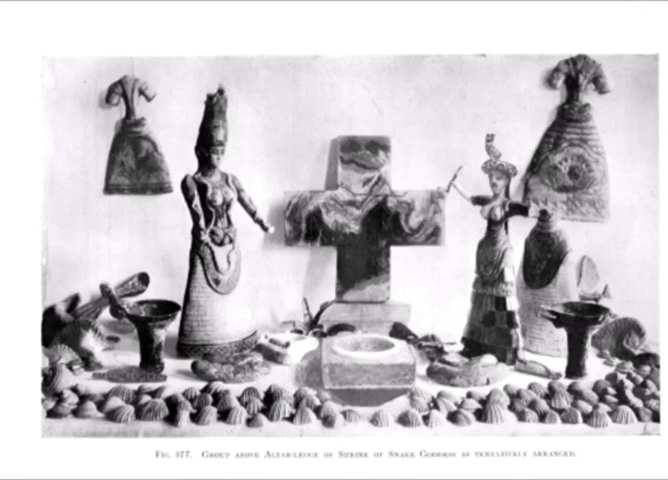 FIG. 377. GROUP ABOVE ALTAR-LEDGE OF SHRINE OF SNAKE GODDESS AS TENTATIVELY ARRANGED.